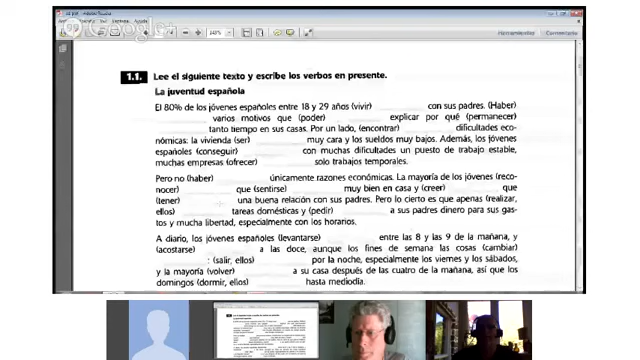 Google+
149%
Herramientas
Comentario
1.1. Lee el siguiente texto y escribe los verbos en presente.
La juventud española
El 80% de los jóvenes españoles entre 18 y 29 años (vivir) con sus padres. (Haber)
varios motivos que (poder) explicar por qué (permanecer)
tanto tiempo en sus casas. Por un lado, (encontrar) dificultades eco-
nómicas: la vivienda (ser) muy cara y los sueldos muy bajos. Además, los jóvenes
españoles (conseguir) con muchas dificultades un puesto de trabajo estable,
muchas empresas (ofrecer) solo trabajos temporales.
Pero no (haber) únicamente razones económicas. La mayoría de los jóvenes (reco-
nocer) que (sentirse) muy bien en casa y (creer) que
(tener) una buena relación con sus padres. Pero lo cierto es que apenas (realizar,
ellos) tareas domésticas y (pedir) a sus padres dinero para sus gas-
tos y mucha libertad, especialmente con los horarios.
A diario, los jóvenes españoles (levantarse) entre las 8 y las 9 de la mañana, y
(acostarse) a las doce, aunque los fines de semana las cosas (cambiar)
: (salir, ellos) por la noche, especialmente los viernes y los sábados,
y la mayoría (volver) a su casa después de las cuatro de la mañana, así que los
domingos (dormir, ellos) hasta mediodía.